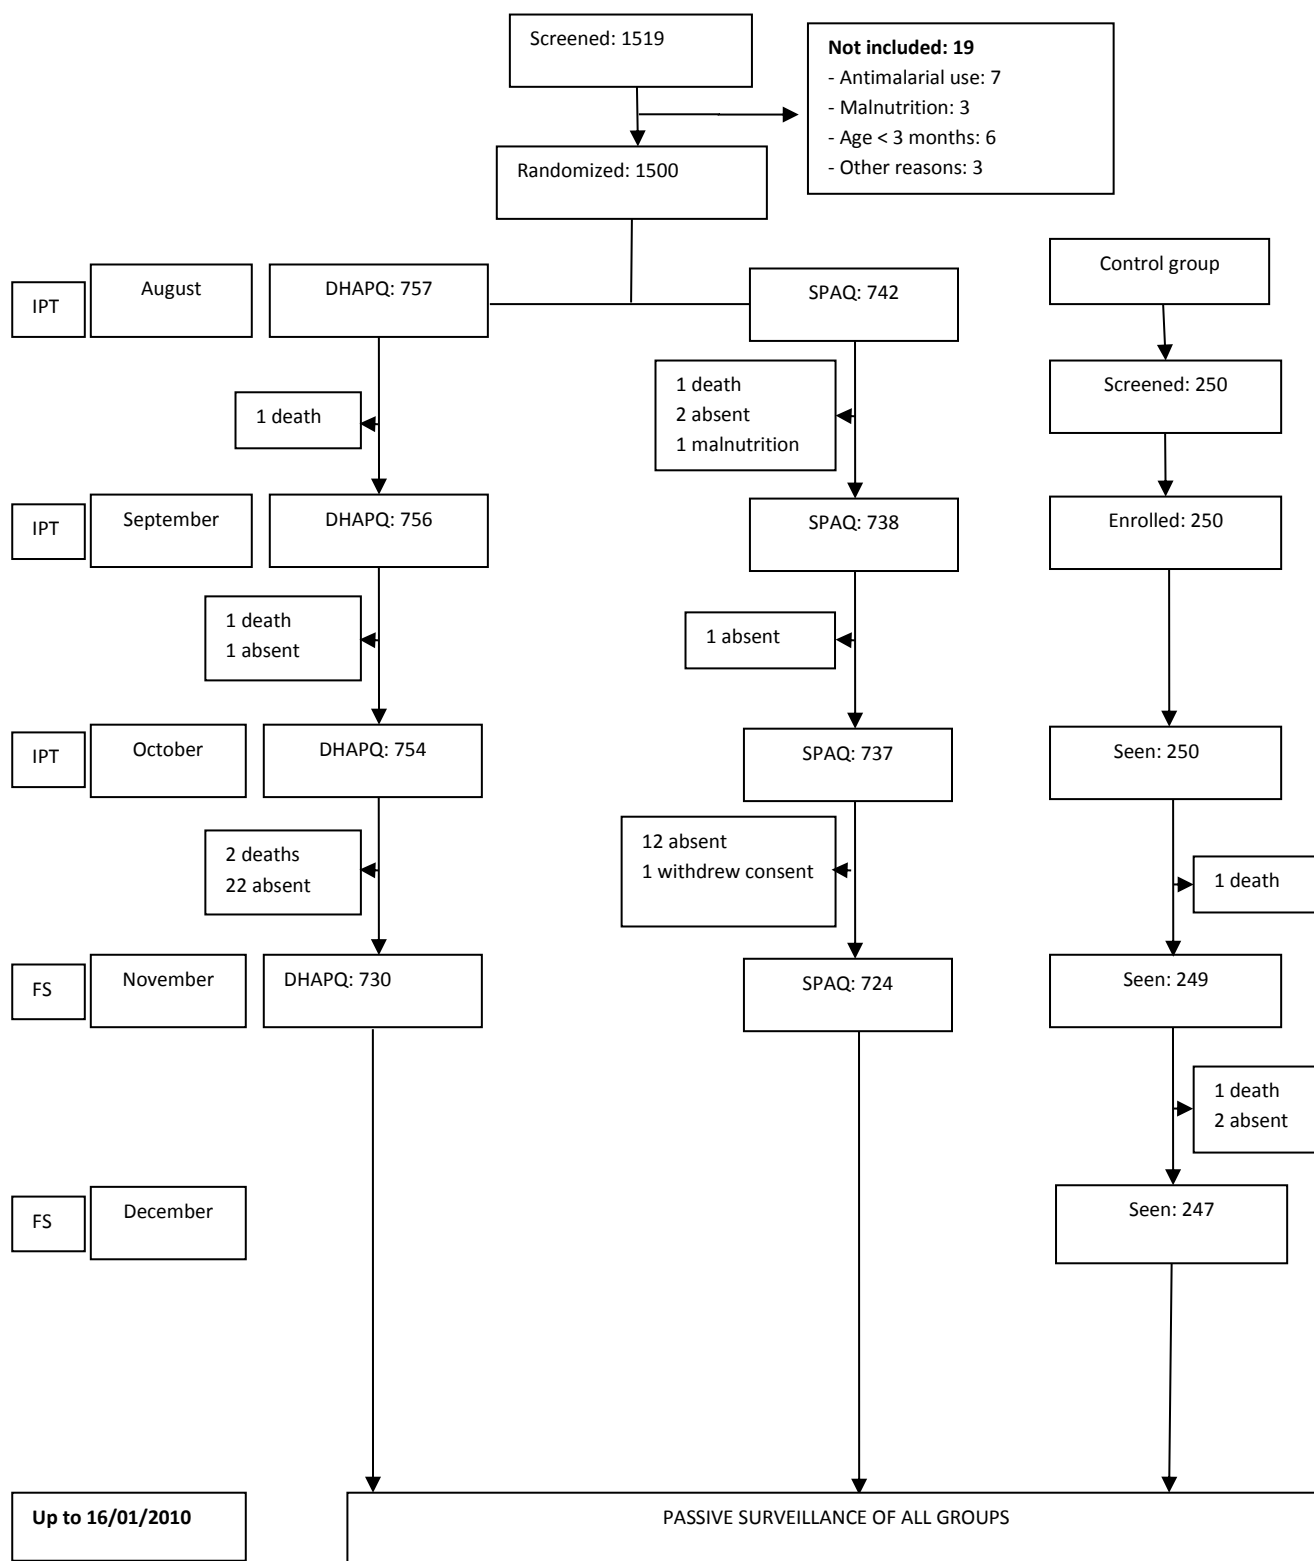 Screened: 1519
Not included: 19
- Antimalarial use: 7
- Malnutrition: 3
- Age < 3 months: 6
- Other reasons: 3
Randomized: 1500
Control group
IPT
August
DHAPQ: 757
SPAQ: 742
1 death
1 death
2 absent
1 malnutrition
Screened: 250
IPT
September
DHAPQ: 756
SPAQ: 738
Enrolled: 250
1 death
1 absent
1 absent
IPT
October
DHAPQ: 754
SPAQ: 737
Seen: 250
2 deaths
22 absent
12 absent
1 withdrew consent
1 death
FS
November
DHAPQ: 730
SPAQ: 724
Seen: 249
1 death
2 absent
FS
December
Seen: 247
Up to 16/01/2010
PASSIVE SURVEILLANCE OF ALL GROUPS